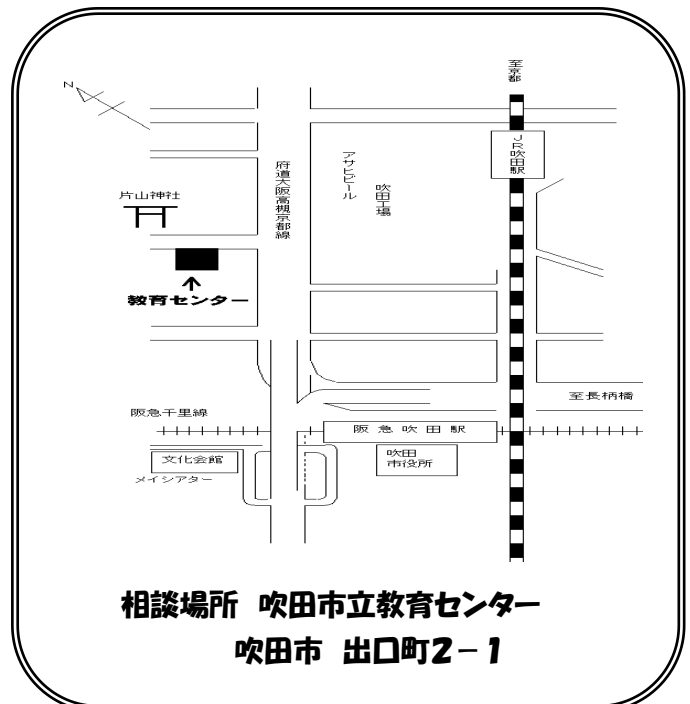 至京都
N
JR吹田駅
府道大阪高槻京都線
アサヒビール
吹田工場
片山神社
教育センター
至長柄橋
阪急千里線
阪急吹田駅
文化会館
メイシアター
吹田
市役所
相談場所 吹田市立教育センター
吹田市 出口町2-1